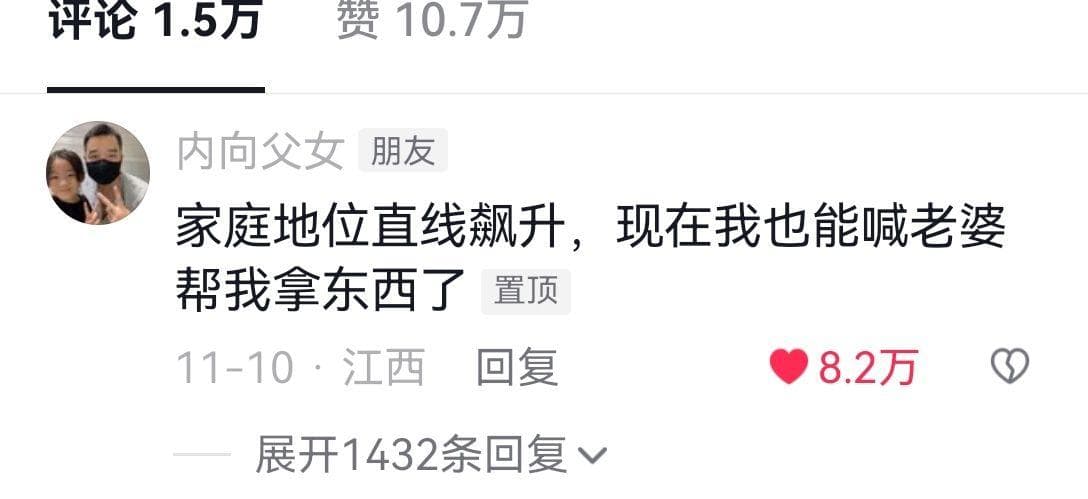 评论 1.5万 赞 10.7万
内向父女 朋友
家庭地位直线飙升，现在我也能喊老婆
帮我拿东西了 置顶
11-10 · 江西 回复 8.2万
展开1432条回复